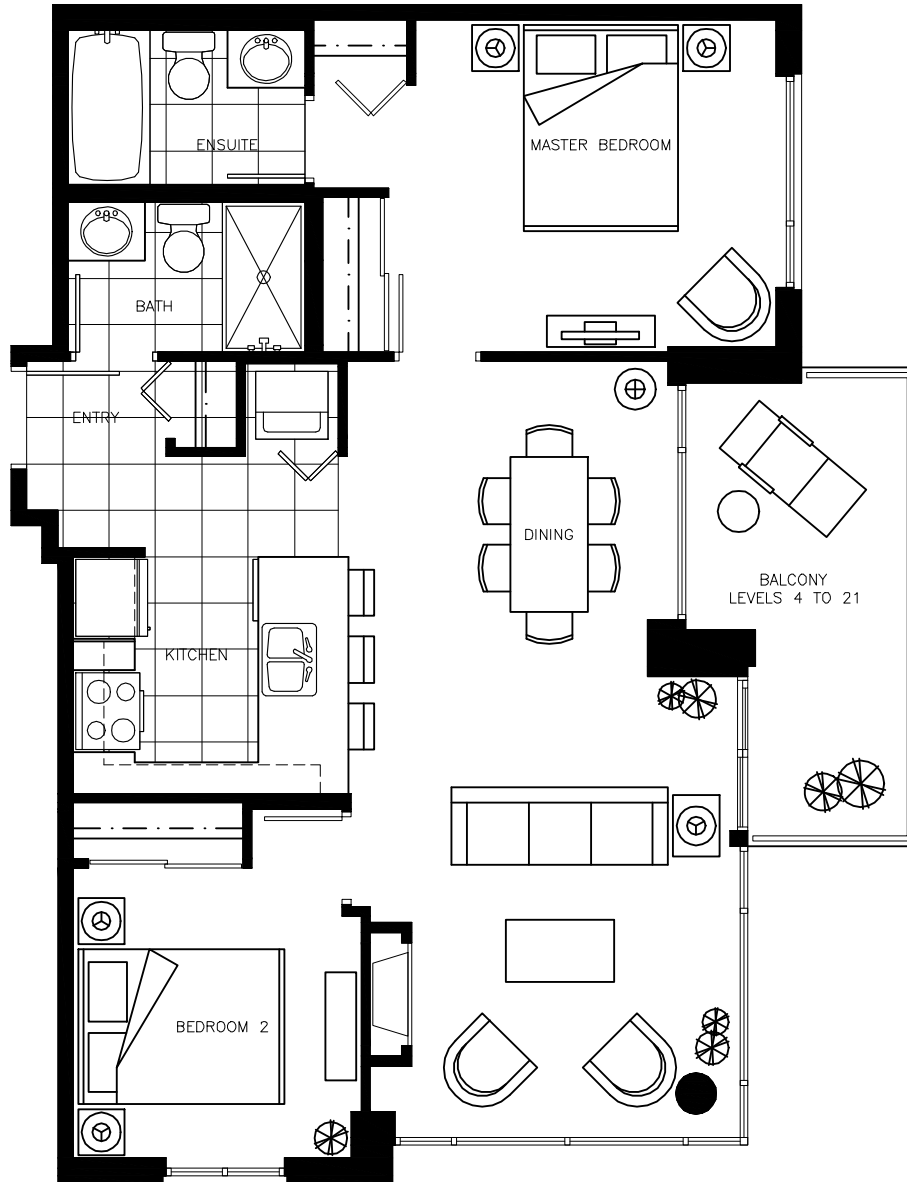 ENSUITE
MASTER BEDROOM
BATH
ENTRY
DINING
BALCONY
LEVELS 4 TO 21
KITCHEN
BEDROOM 2